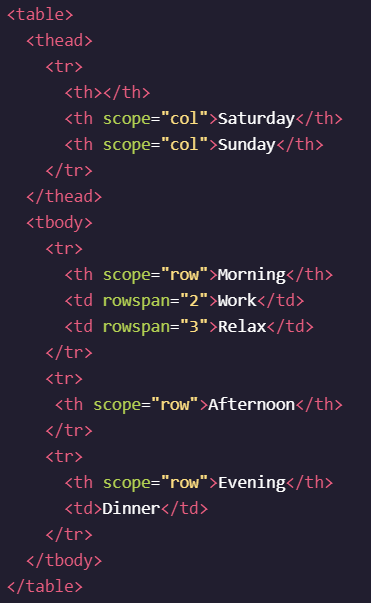 <table>
  <thead>
    <tr>
      <th></th>
      <th scope="col">Saturday</th>
      <th scope="col">Sunday</th>
    </tr>
  </thead>
  <tbody>
    <tr>
      <th scope="row">Morning</th>
      <td rowspan="2">Work</td>
      <td rowspan="3">Relax</td>
    </tr>
    <tr>
     <th scope="row">Afternoon</th>
    </tr>
    <tr>
      <th scope="row">Evening</th>
      <td>Dinner</td>
    </tr>
  </tbody>
</table>